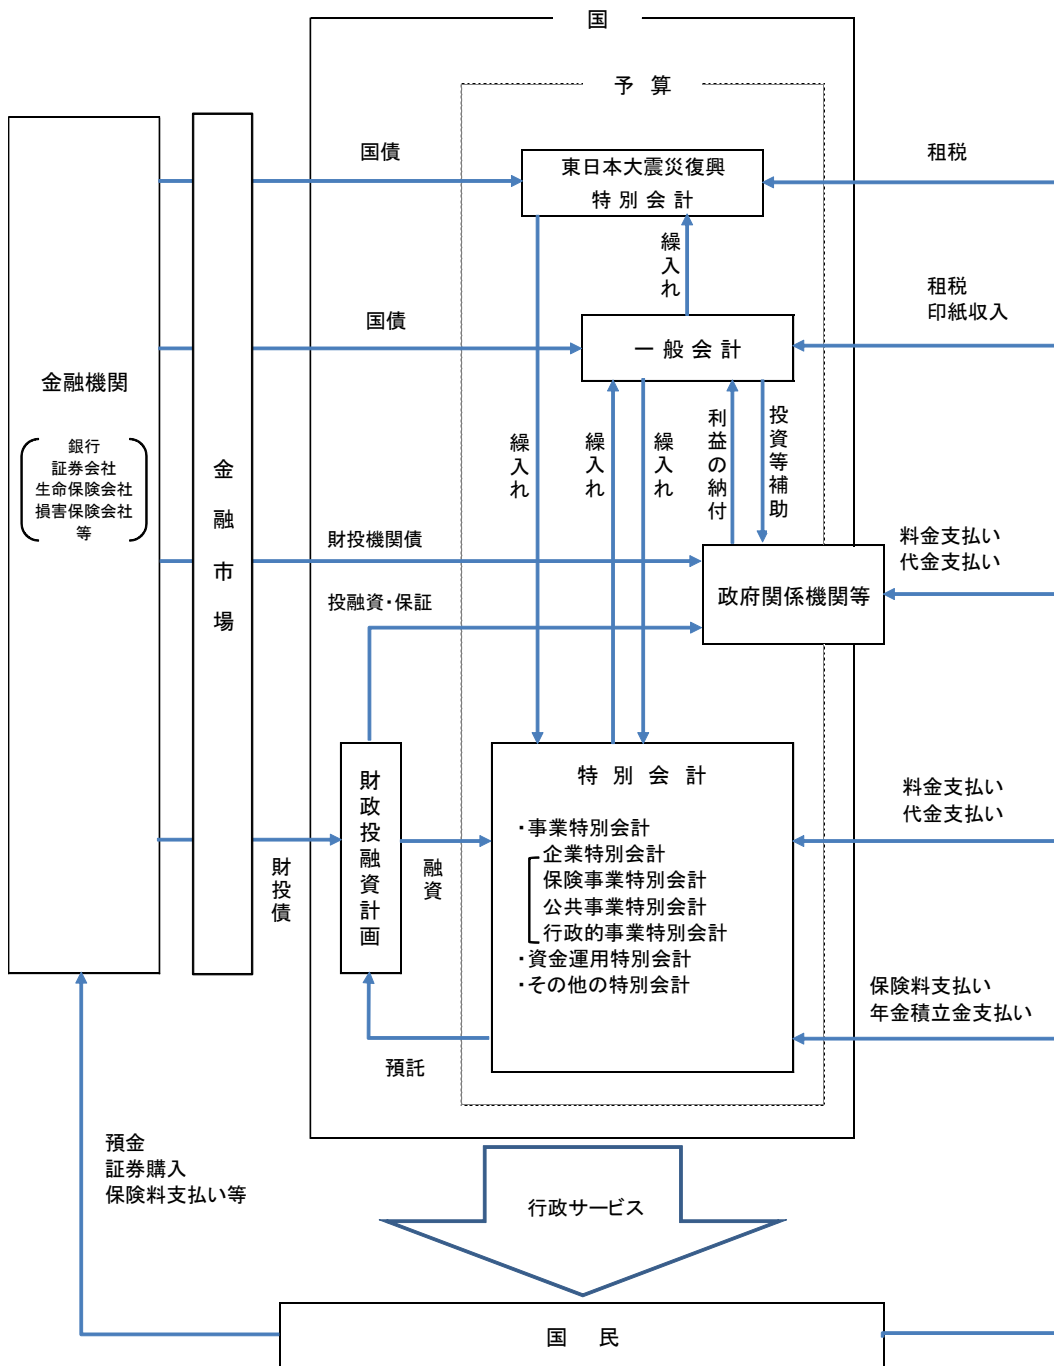 国
予 算
国債
東日本大震災復興
特 別 会 計
租税
繰入れ
国債
一 般 会 計
租税
印紙収入
金融機関
銀行
証券会社
生命保険会社
損害保険会社
等
金融市場
繰入れ
繰入れ
繰入れ
利益の納付
投資等補助
財投機関債
投融資・保証
政府関係機関等
料金支払い
代金支払い
財政投融資計画
財投債
融資
特 別 会 計
・事業特別会計
企業特別会計
保険事業特別会計
公共事業特別会計
行政的事業特別会計
・資金運用特別会計
・その他の特別会計
料金支払い
代金支払い
保険料支払い
年金積立金支払い
預託
預金
証券購入
保険料支払い等
行政サービス
国 民